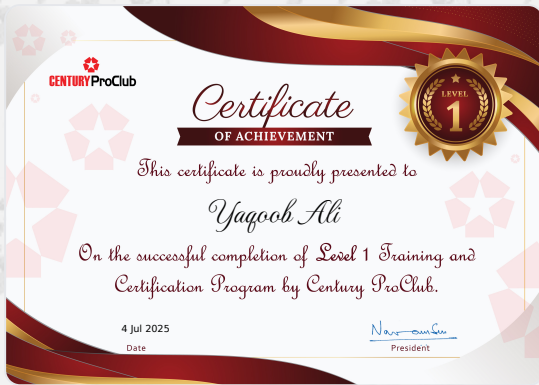 CENTURY ProClub
Certificate
OF ACHIEVEMENT
LEVEL
1
This certificate is proudly presented to
Yaqoob Ali
On the successful completion of Level 1 Training and
Certification Program by Century ProClub.
4 Jul 2025
Date
President